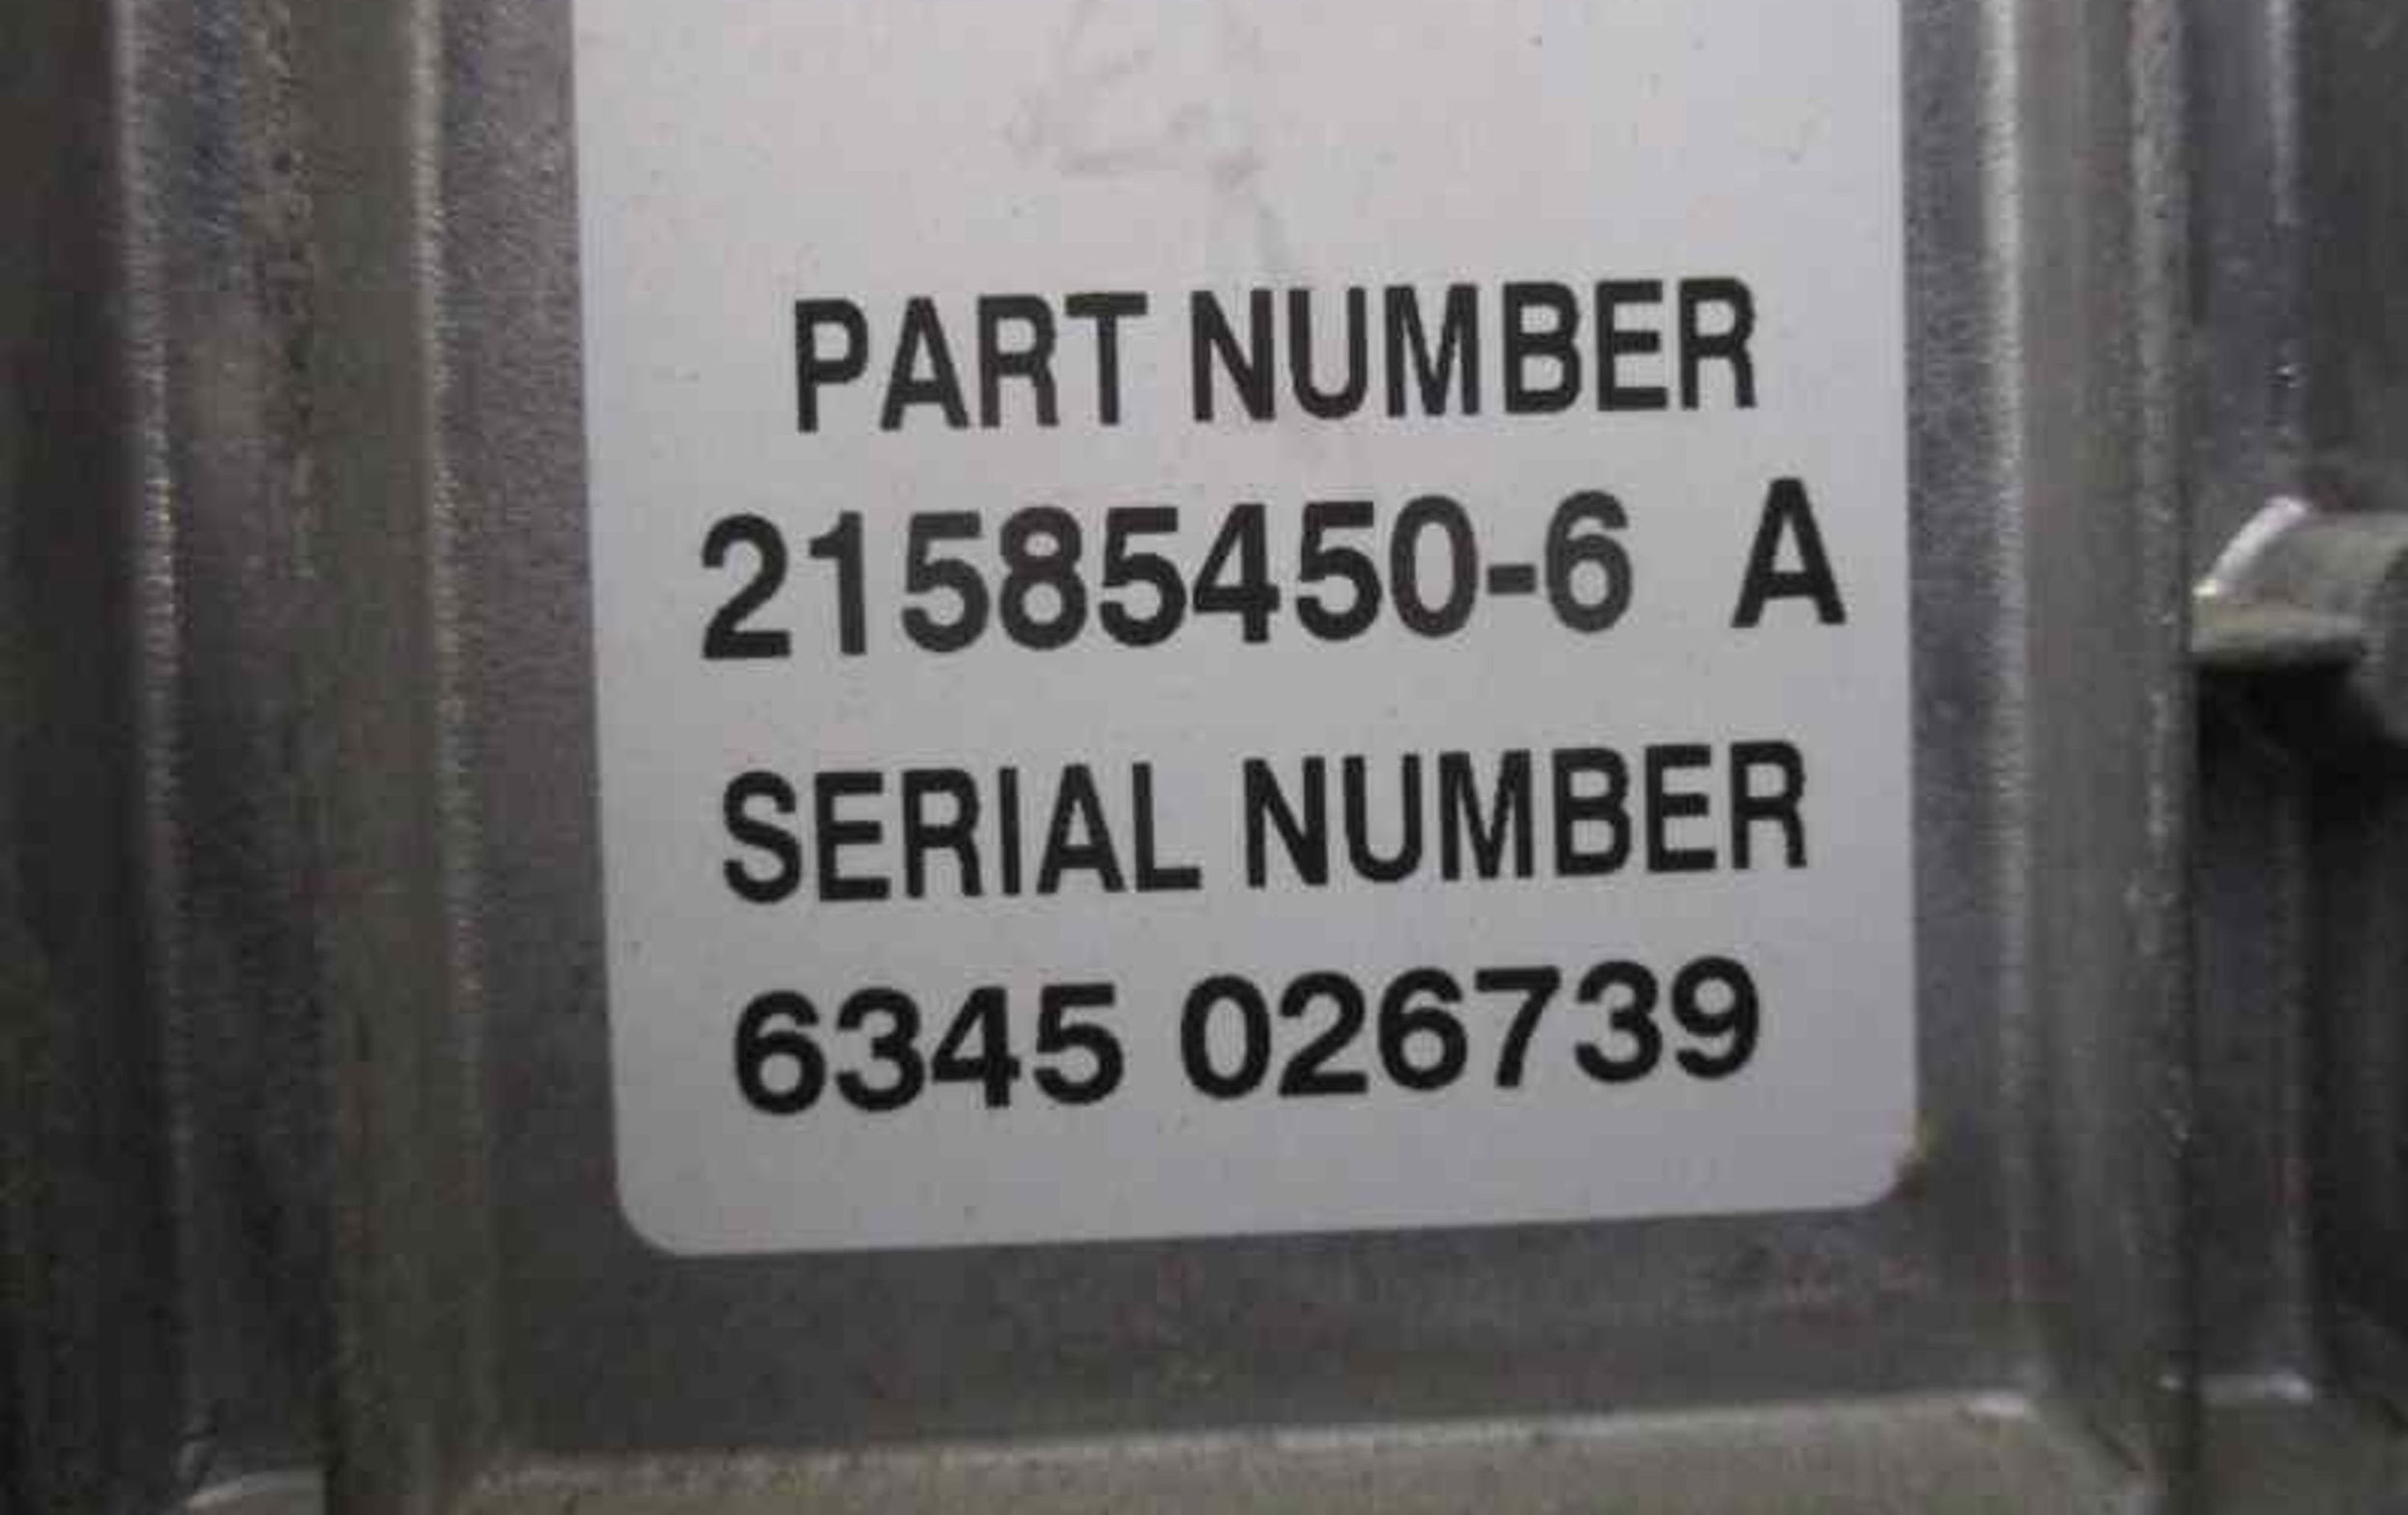 PART NUMBER
21585450-6 A
SERIAL NUMBER
6345 026739